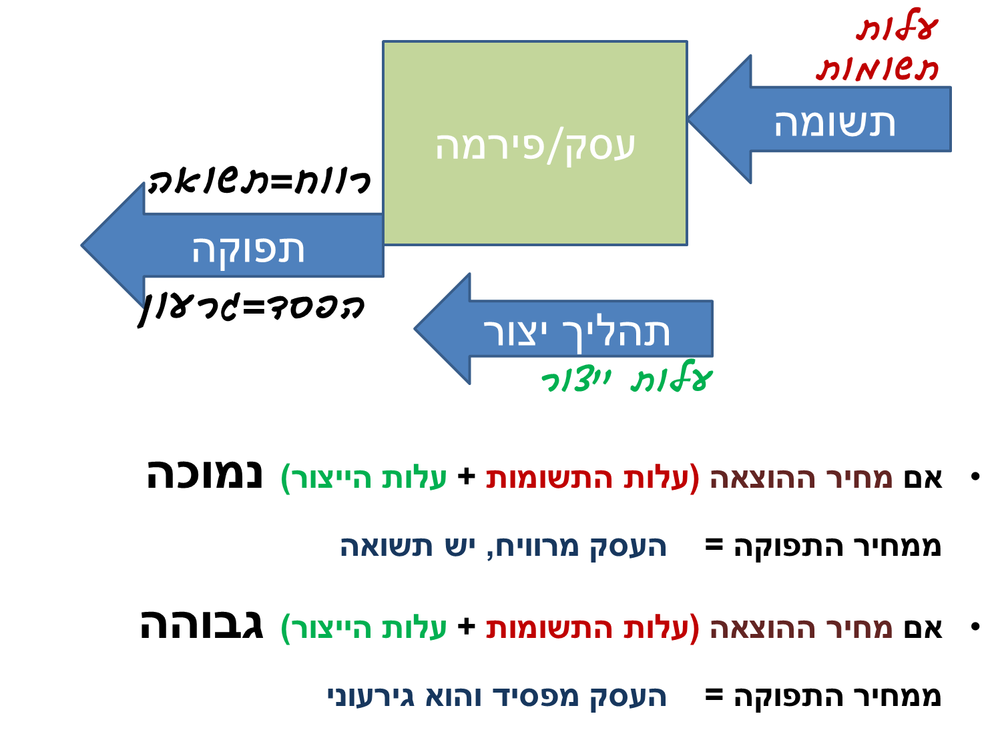 עלות
תשומות
תשומה
עסק/פירמה
רווח=תשואה
תפוקה
הפסד=גרעון
תהליך יצור
עלות ייצור
• אם מחיר ההוצאה (עלות התשומות + עלות הייצור) נמוכה
ממחיר התפוקה = העסק מרוויח, יש תשואה
• אם מחיר ההוצאה (עלות התשומות + עלות הייצור) גבוהה
ממחיר התפוקה = העסק מפסיד והוא גירעוני